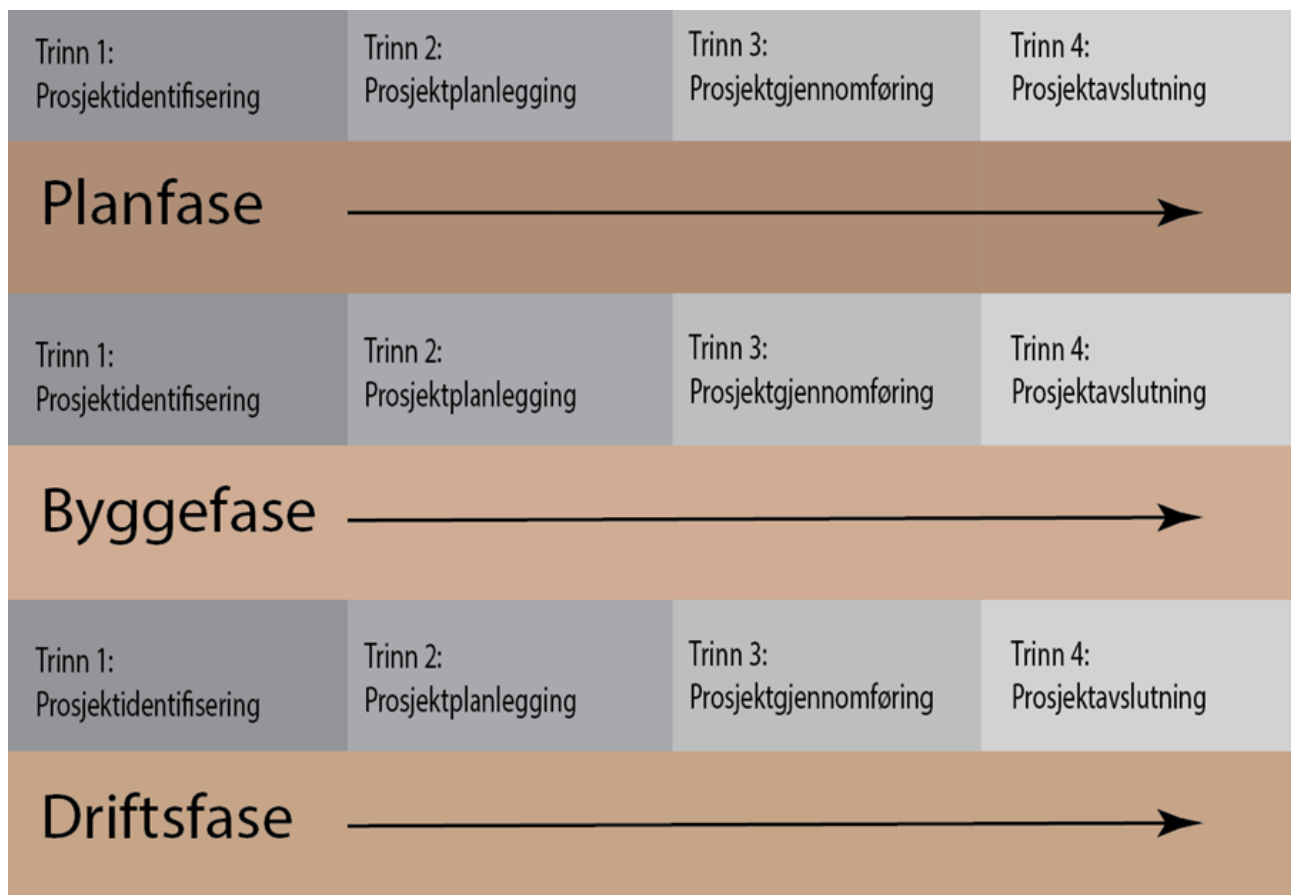 Trinn 1:
Prosjektidentifisering
Trinn 2:
Prosjektplanlegging
Trinn 3:
Prosjektgjennomføring
Trinn 4:
Prosjektavslutning
Planfase
Trinn 1:
Prosjektidentifisering
Trinn 2:
Prosjektplanlegging
Trinn 3:
Prosjektgjennomføring
Trinn 4:
Prosjektavslutning
Byggefase
Trinn 1:
Prosjektidentifisering
Trinn 2:
Prosjektplanlegging
Trinn 3:
Prosjektgjennomføring
Trinn 4:
Prosjektavslutning
Driftsfase